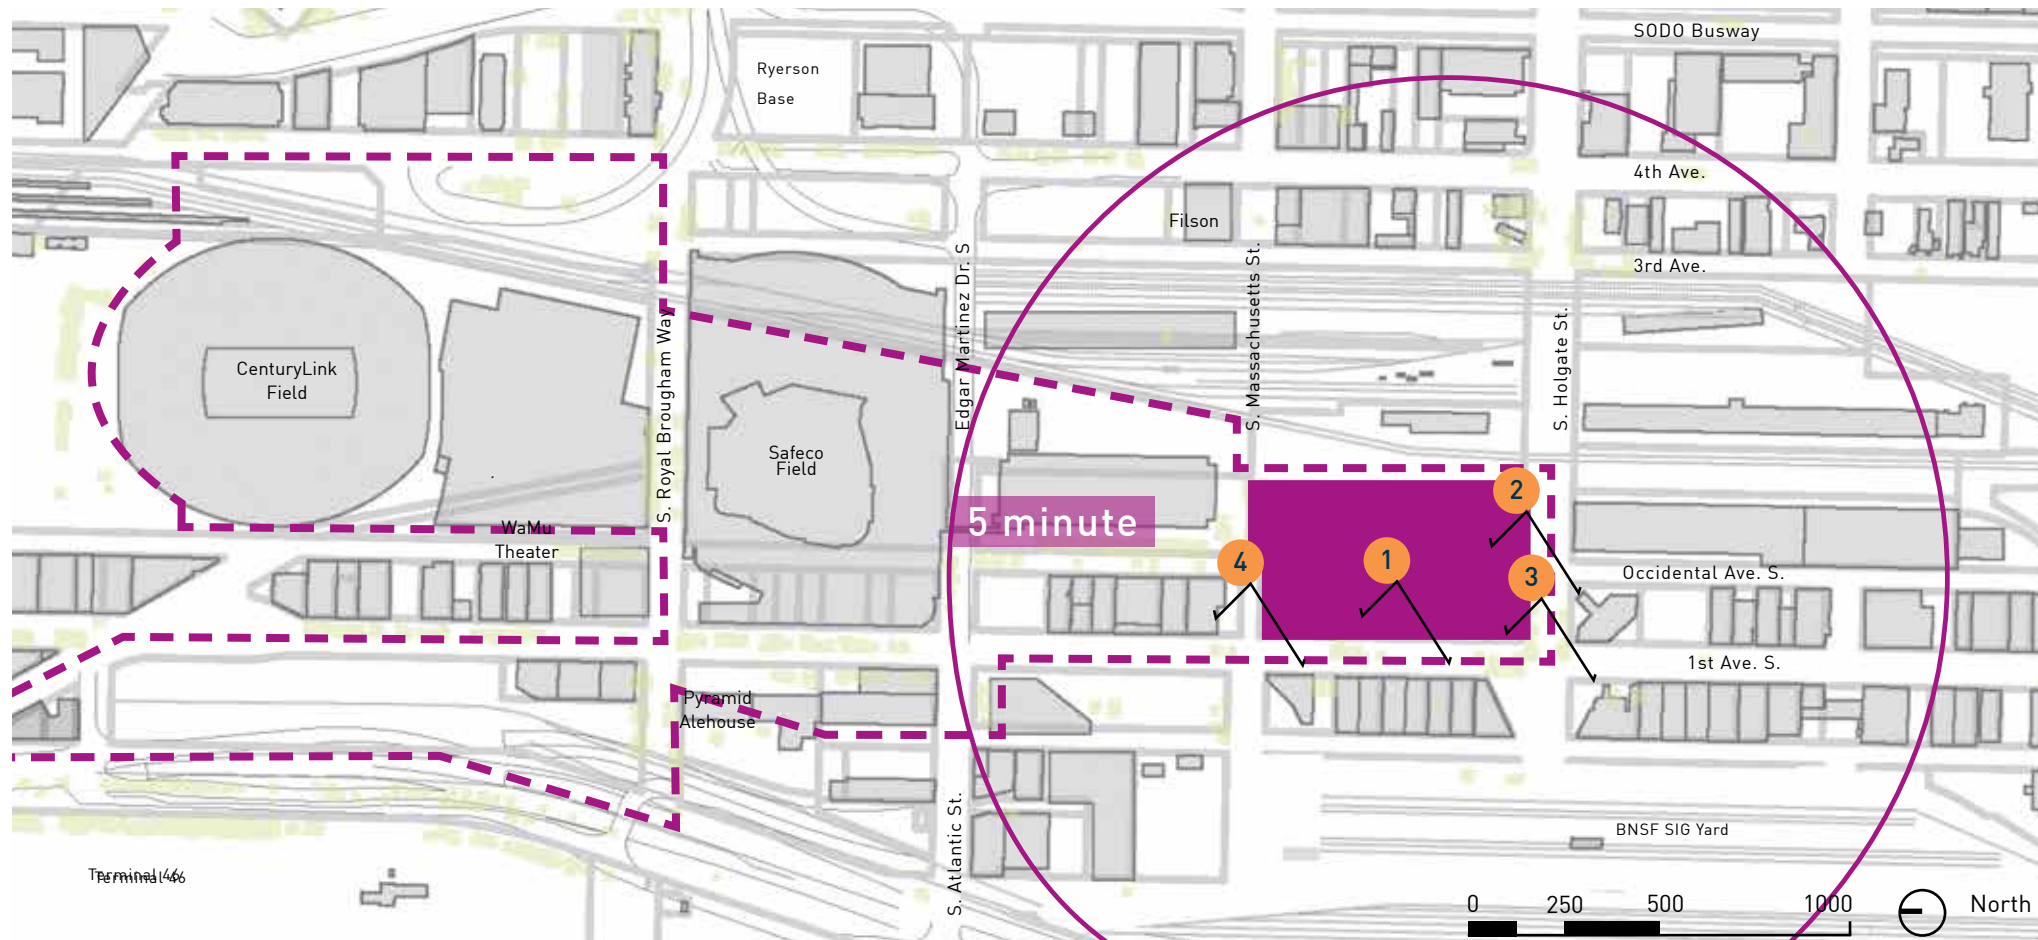 SODO Busway
Ryerson
Base
4th Ave.
Filson
3rd Ave.
S. Royal Brougham Way
Edgar Martinez Dr. S
S. Massachusetts St.
S. Holgate St.
CenturyLink
Field
Safeco
Field
WaMu
Theater
5 minute
2
4
1
3
Occidental Ave. S.
1st Ave. S.
Pyramid
Alehouse
S. Atlantic St.
BNSF SIG Yard
Terminal 46
Terminal 46
0 250 500 1000
North